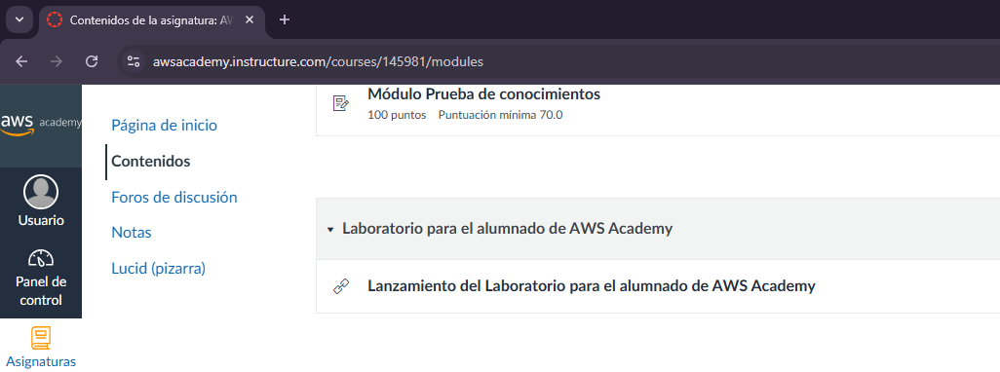 Contenidos de la asignatura: AW
awsacademy.instructure.com/courses/145981/modules
aws academy
Usuario
Panel de
control
Asignaturas
Página de inicio
Contenidos
Foros de discusión
Notas
Lucid (pizarra)
Módulo Prueba de conocimientos
100 puntos Puntuación mínima 70.0
Laboratorio para el alumnado de AWS Academy
Lanzamiento del Laboratorio para el alumnado de AWS Academy